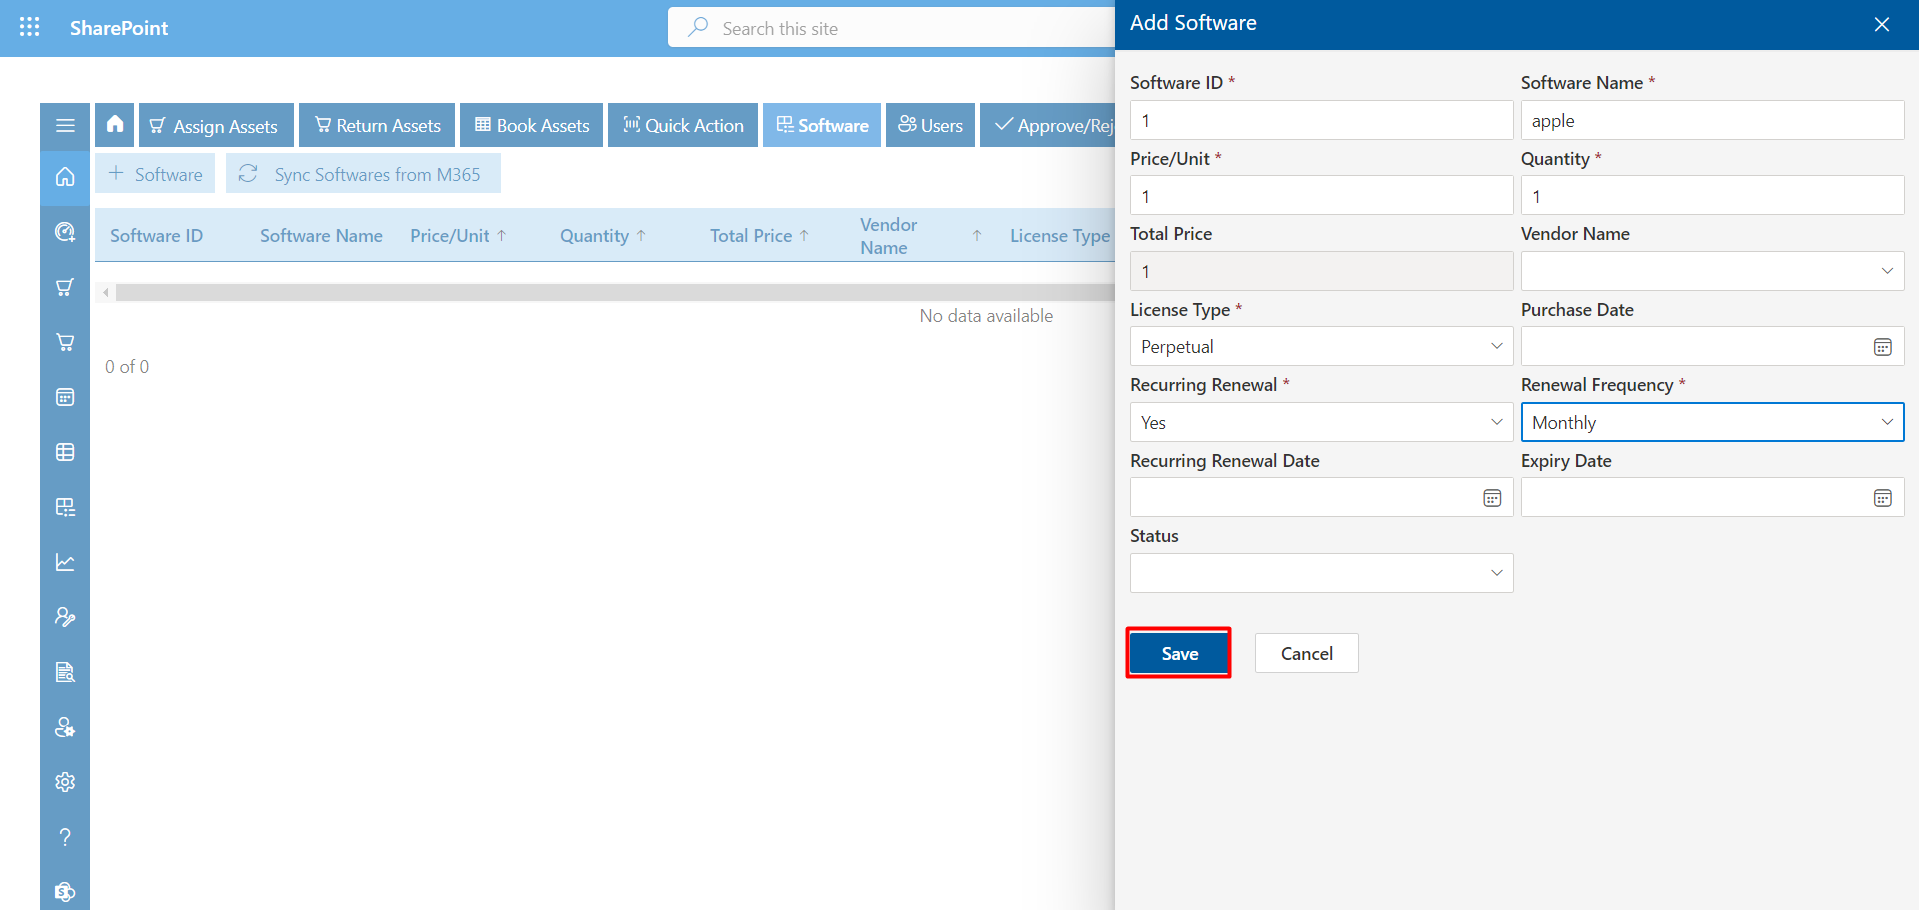 SharePoint
Search this site
Add Software
Assign Assets
Return Assets
Book Assets
Quick Action
Software
Users
Approve/Rej
+ Software
Sync Softwares from M365
Software ID
Software Name
Price/Unit ↑
Quantity ↑
Total Price ↑
Vendor
Name ↑
License Type
No data available
0 of 0
Software ID *
Software Name *
1
apple
Price/Unit *
Quantity *
1
1
Total Price
Vendor Name
1
License Type *
Purchase Date
Perpetual
Recurring Renewal *
Renewal Frequency *
Yes
Monthly
Recurring Renewal Date
Expiry Date
Status
Save
Cancel
?
S